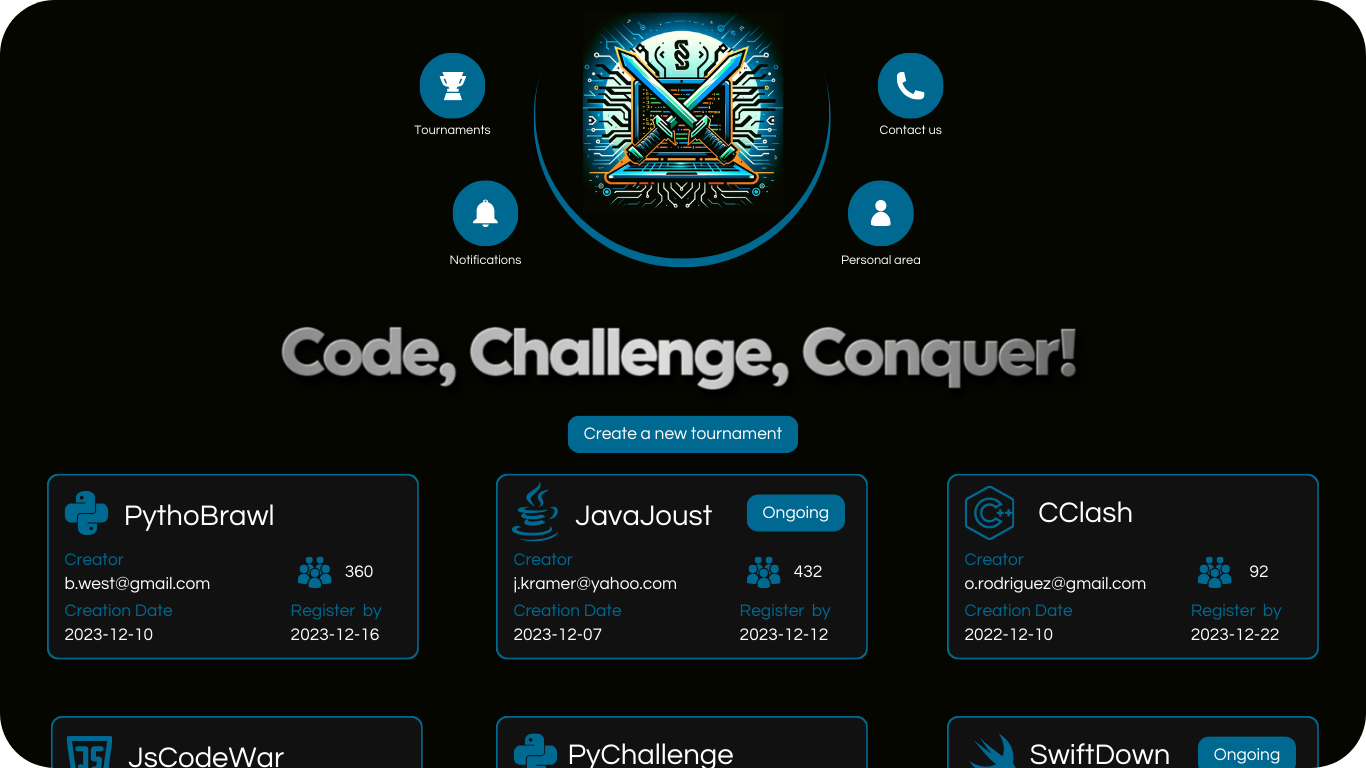 Tournaments
Contact us
Notifications
Personal area
Code, Challenge, Conquer!
Create a new tournament
PythoBrawl
Creator
360
b.west@gmail.com
Creation Date
Register by
2023-12-10
2023-12-16
JavaJoust
Ongoing
Creator
432
j.kramer@yahoo.com
Creation Date
Register by
2023-12-07
2023-12-12
CClash
Creator
92
o.rodriguez@gmail.com
Creation Date
Register by
2022-12-10
2023-12-22
JS
JsCodeWar
PyChallenge
SwiftDown
Ongoing